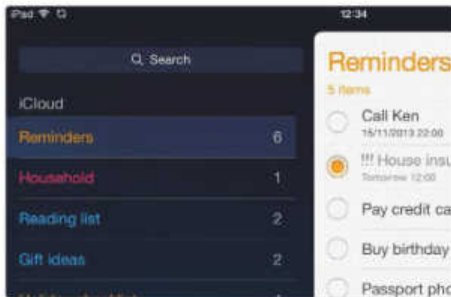 iPad
12:34
Search
iCloud
Reminders 6
Household 1
Reading list 2
Gift ideas 2
Reminders
5 items
Call Ken
15/11/2013 22:00
!!! House insu
Tomorrow 12:00
Pay credit ca
Buy birthday
Passport pho